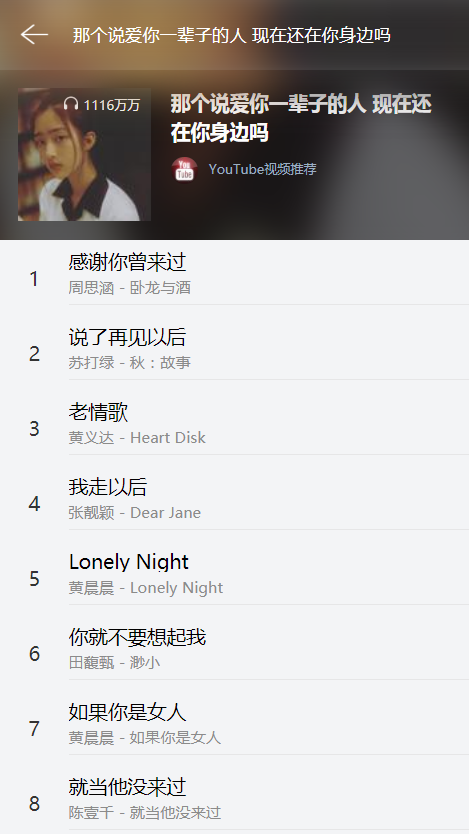 那个说爱你一辈子的人 现在还在你身边吗
1116万万
那个说爱你一辈子的人 现在还
在你身边吗
You
Tube
YouTube视频推荐
1
感谢你曾来过
周思涵 - 卧龙与酒
2
说了再见以后
苏打绿 - 秋：故事
3
老情歌
黄义达 - Heart Disk
4
我走以后
张靓颖 - Dear Jane
5
Lonely Night
黄晨晨 - Lonely Night
6
你就不要想起我
田馥甄 - 渺小
7
如果你是女人
黄晨晨 - 如果你是女人
8
就当他没来过
陈壹千 - 就当他没来过